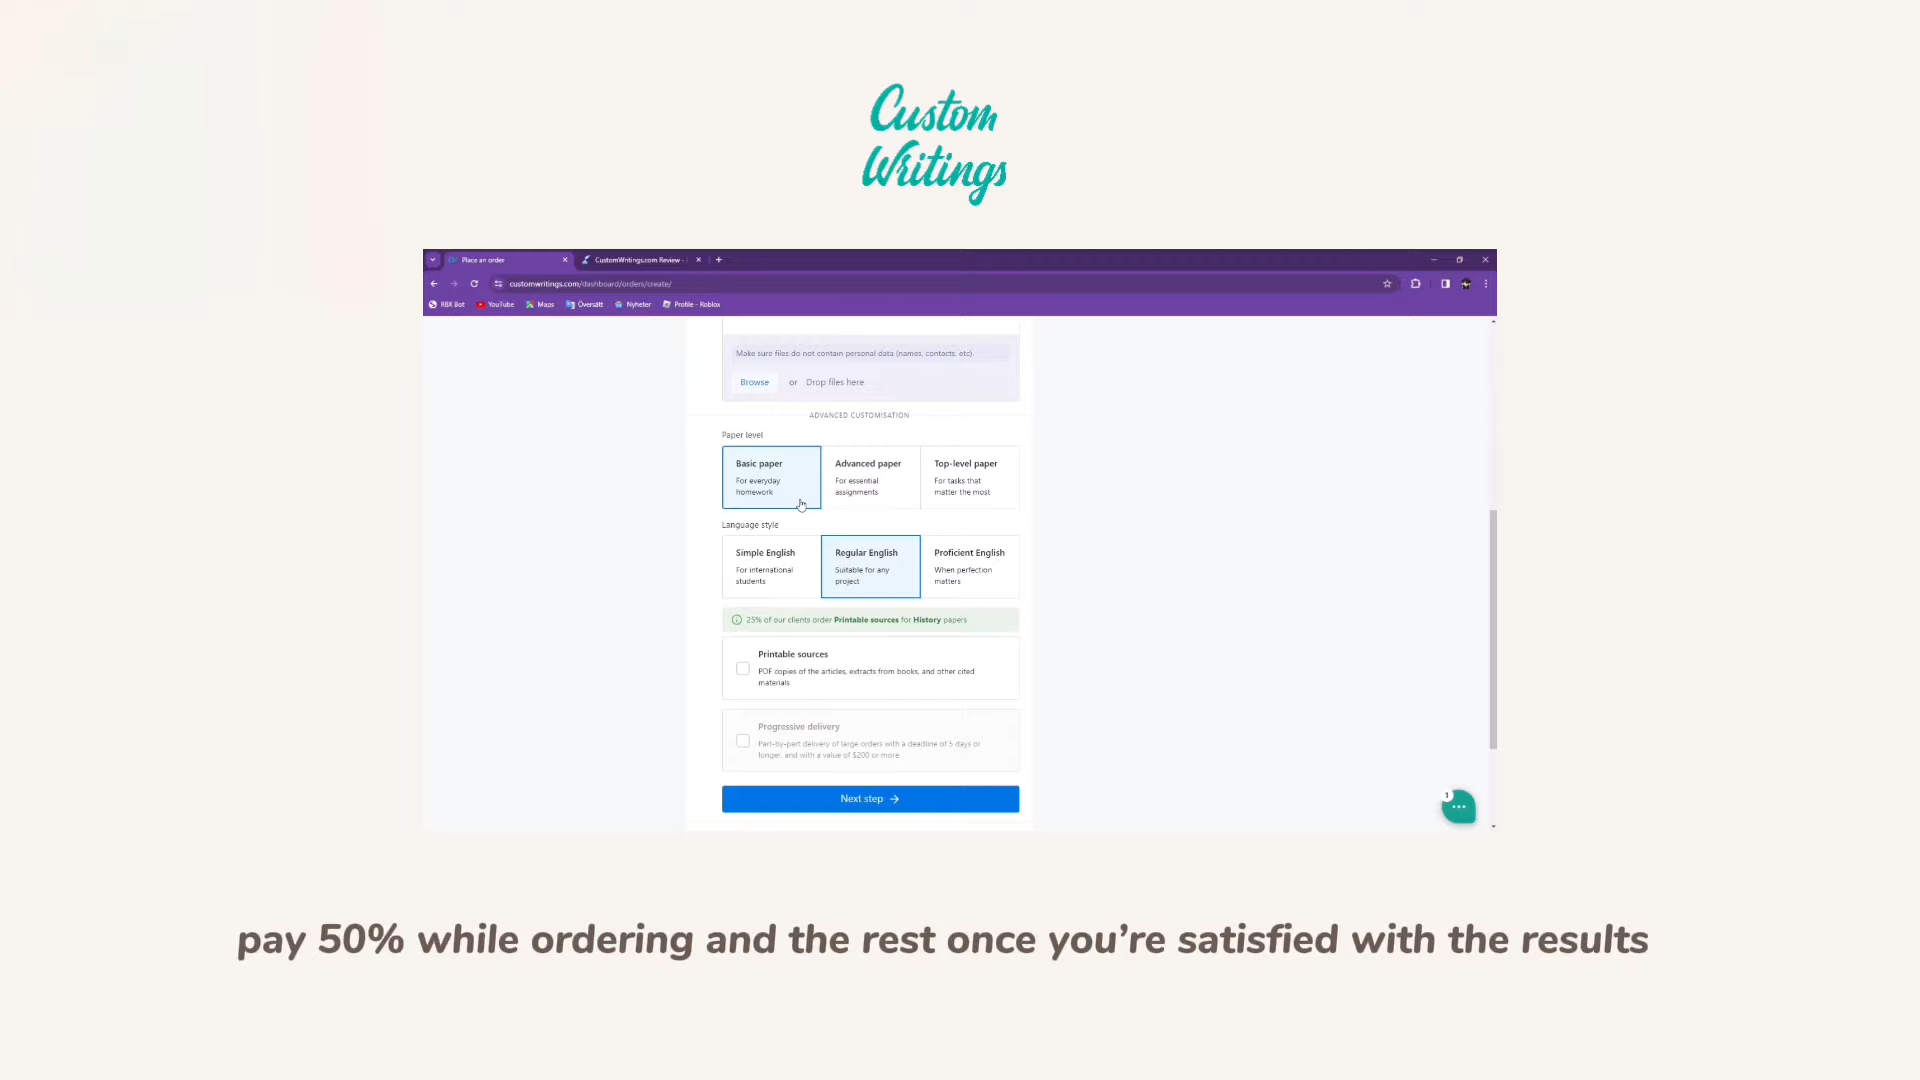 Custom
Writings
Place an order
CustomWritings.com Review -
customwritings.com/dashboard/orders/create/
RBX Bot YouTube Maps Översätt Nyheter Profile - Roblox
Make sure files do not contain personal data (names, contacts, etc).
Browse or Drop files here
ADVANCED CUSTOMISATION
Paper level
Basic paper
For everyday
homework
Advanced paper
For essential
assignments
Top-level paper
For tasks that
matter the most
Language style
Simple English
For international
students
Regular English
Suitable for any
project
Proficient English
When perfection
matters
25% of our clients order Printable sources for History papers
Printable sources
PDF copies of the articles, extracts from books, and other cited
materials
Progressive delivery
Part-by-part delivery of large orders with a deadline of 5 days or
longer, and with a value of $200 or more
Next step
1
pay 50% while ordering and the rest once you're satisfied with the results